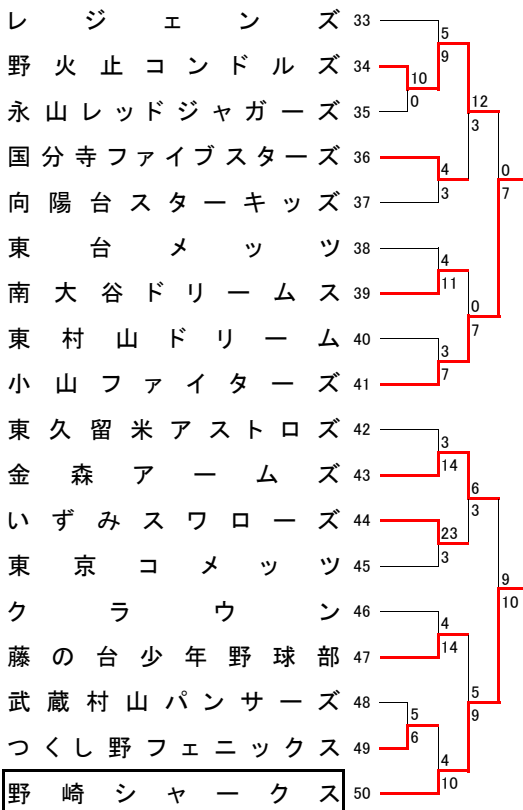 レジェンズ 33
5
野火止コンドルズ 34
9
10
永山レッドジャガーズ 35
0
12
3
国分寺ファイブスターズ 36
4
0
向陽台スターキッズ 37
3
7
東台メッツ 38
4
南大谷ドリームス 39
11
0
東村山ドリーム 40
7
3
小山ファイターズ 41
7
東久留米アストロズ 42
3
金森アームズ 43
14
6
いずみスワローズ 44
3
23
東京コメッツ 45
3
9
クラウン 46
10
4
藤の台少年野球部 47
14
武蔵村山パンサーズ 48
5
5
9
つくし野フェニックス 49
6
4
野崎シャークス 50
10